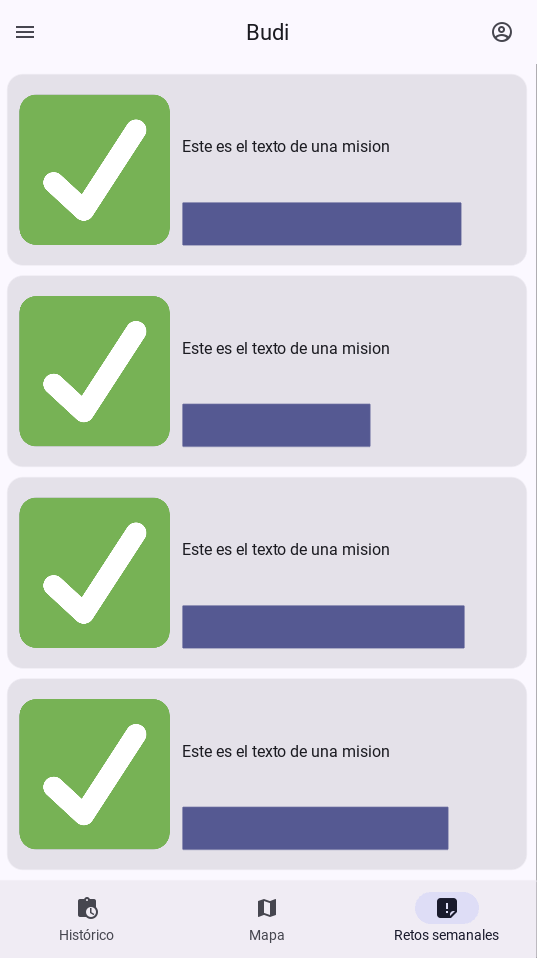 Budi
Este es el texto de una mision
Este es el texto de una mision
Este es el texto de una mision
Este es el texto de una mision
Histórico
Mapa
Retos semanales